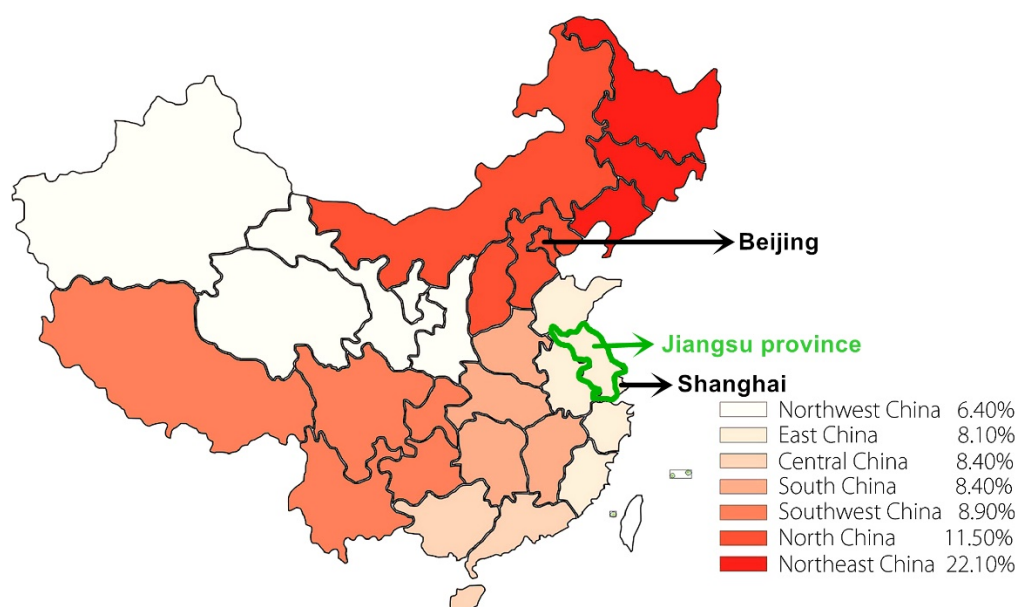 Beijing
Jiangsu province
Shanghai
Northwest China 6.40%
East China 8.10%
Central China 8.40%
South China 8.40%
Southwest China 8.90%
North China 11.50%
Northeast China 22.10%